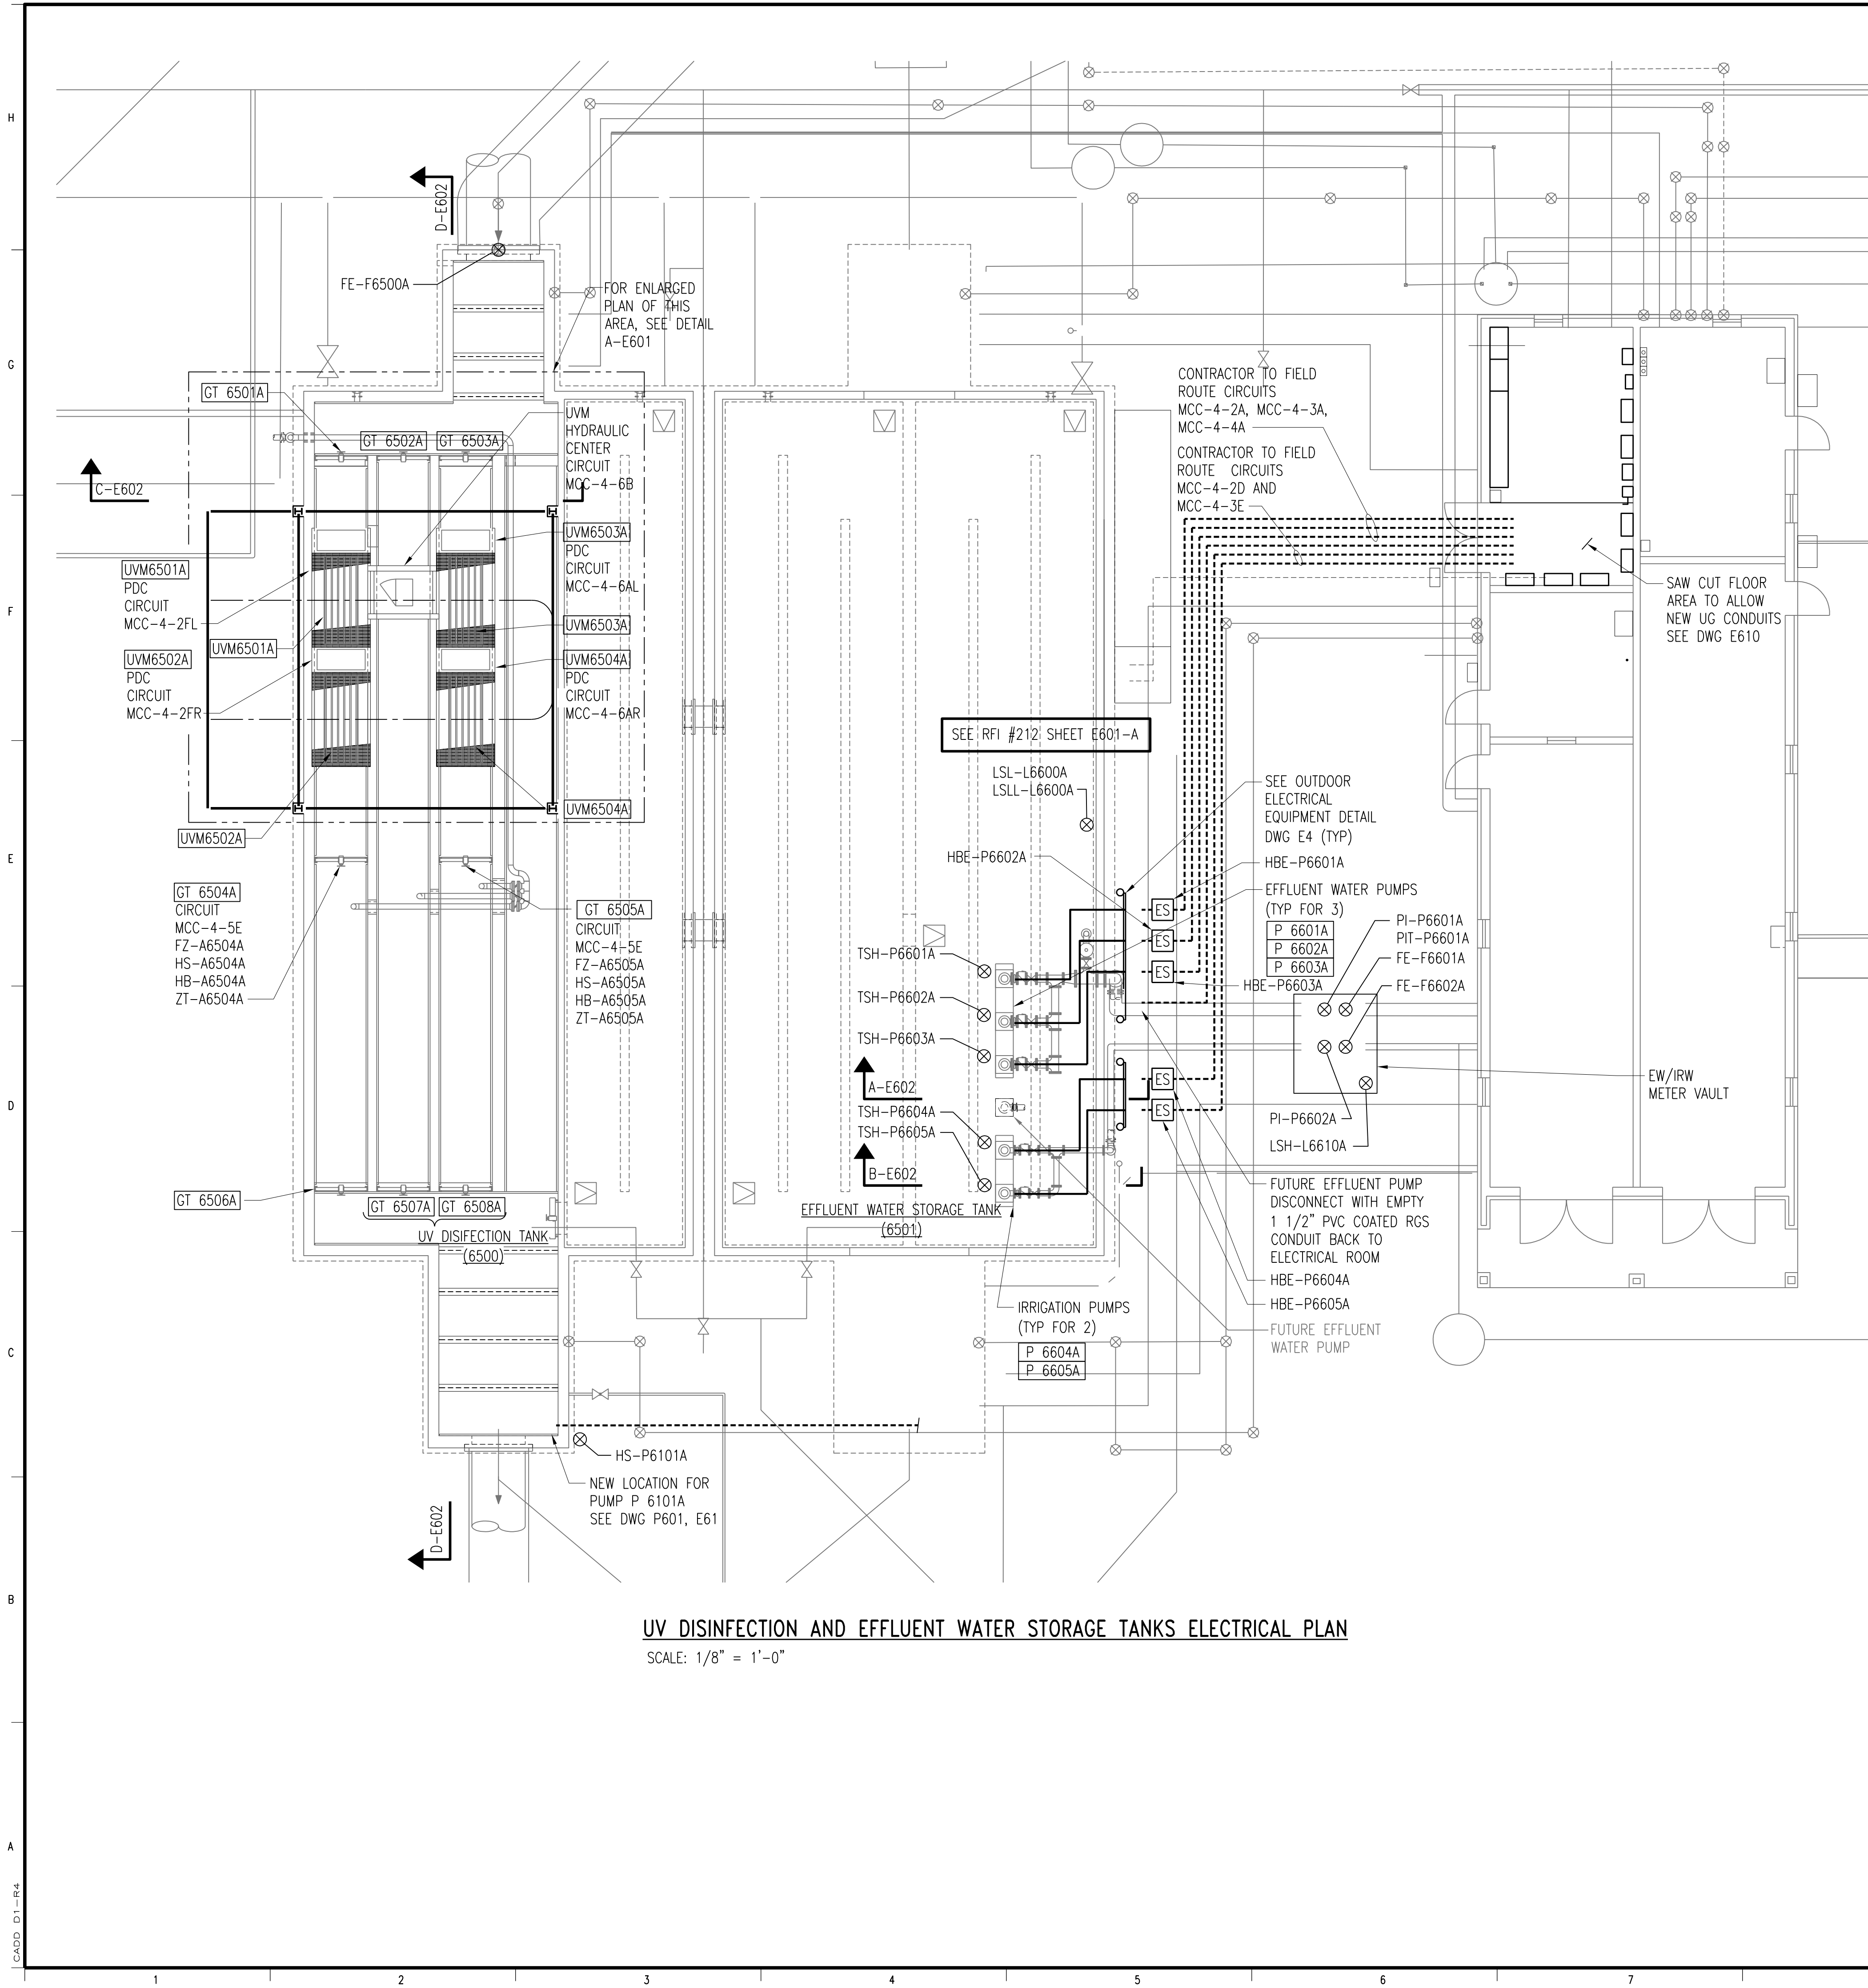 H
D-E602
FE-F6500A
FOR ENLARGED
PLAN OF THIS
AREA, SEE DETAIL
A-E601
G
GT 6501A
GT 6502A
GT 6503A
UVM
HYDRAULIC
CENTER
CIRCUIT
MCC-4-6B
CONTRACTOR TO FIELD
ROUTE CIRCUITS
MCC-4-2A, MCC-4-3A,
MCC-4-4A
CONTRACTOR TO FIELD
ROUTE CIRCUITS
MCC-4-2D AND
MCC-4-3E
C-E602
UVM6503A
PDC
CIRCUIT
MCC-4-6AL
UVM6501A
PDC
CIRCUIT
MCC-4-2FL
SAW CUT FLOOR
AREA TO ALLOW
NEW UG CONDUITS
SEE DWG E610
F
UVM6503A
UVM6501A
UVM6502A
PDC
CIRCUIT
MCC-4-2FR
UVM6504A
PDC
CIRCUIT
MCC-4-6AR
SEE RFI #212 SHEET E601-A
LSL-L6600A
LSLL-L6600A
SEE OUTDOOR
ELECTRICAL
EQUIPMENT DETAIL
DWG E4 (TYP)
UVM6504A
UVM6502A
E
HBE-P6602A
HBE-P6601A
EFFLUENT WATER PUMPS
(TYP FOR 3)
P 6601A
P 6602A
P 6603A
GT 6504A
CIRCUIT
MCC-4-5E
FZ-A6504A
HS-A6504A
HB-A6504A
ZT-A6504A
GT 6505A
CIRCUIT
MCC-4-5E
FZ-A6505A
HS-A6505A
HB-A6505A
ZT-A6505A
ES
ES
ES
PI-P6601A
PIT-P6601A
FE-F6601A
FE-F6602A
HBE-P6603A
TSH-P6601A
TSH-P6602A
TSH-P6603A
A-E602
ES
ES
EW/IRW
METER VAULT
D
TSH-P6604A
TSH-P6605A
PI-P6602A
LSH-L6610A
B-E602
GT 6506A
GT 6507A
GT 6508A
UV DISIFECTION TANK
(6500)
EFFLUENT WATER STORAGE TANK
(6501)
FUTURE EFFLUENT PUMP
DISCONNECT WITH EMPTY
1 1/2" PVC COATED RGS
CONDUIT BACK TO
ELECTRICAL ROOM
HBE-P6604A
HBE-P6605A
FUTURE EFFLUENT
WATER PUMP
IRRIGATION PUMPS
(TYP FOR 2)
P 6604A
P 6605A
C
HS-P6101A
NEW LOCATION FOR
PUMP P 6101A
SEE DWG P601, E61
D-E602
B
UV DISINFECTION AND EFFLUENT WATER STORAGE TANKS ELECTRICAL PLAN
SCALE: 1/8" = 1'-0"
A
CADD D1-R4
1
2
3
4
5
6
7